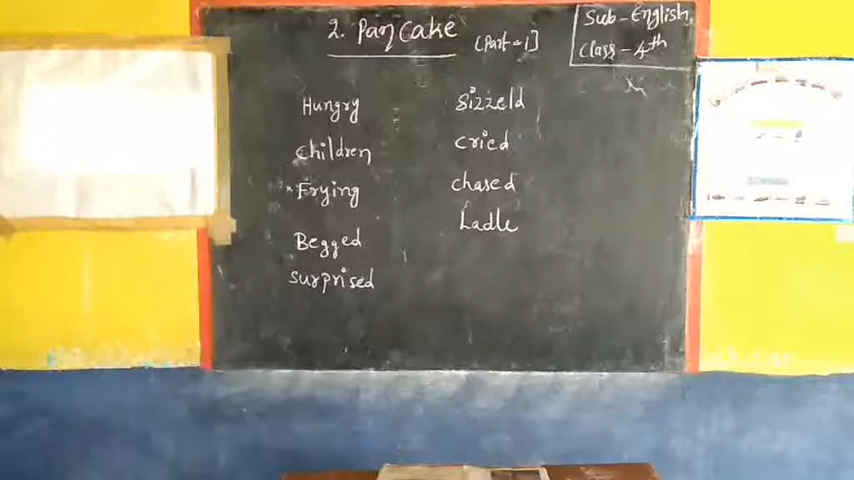 2. PanCake
(Part-1]
Sub-English
Class-4th
Hungry
Children
Frying
Begged
Surprised
Sizzeld
Cried
Chased
Ladle